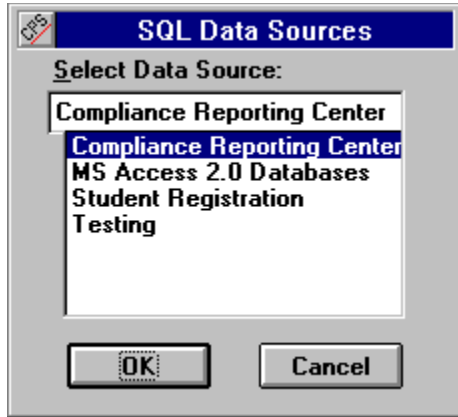 CPS
SQL Data Sources
Select Data Source:
Compliance Reporting Center
Compliance Reporting Center
MS Access 2.0 Databases
Student Registration
Testing
OK
Cancel